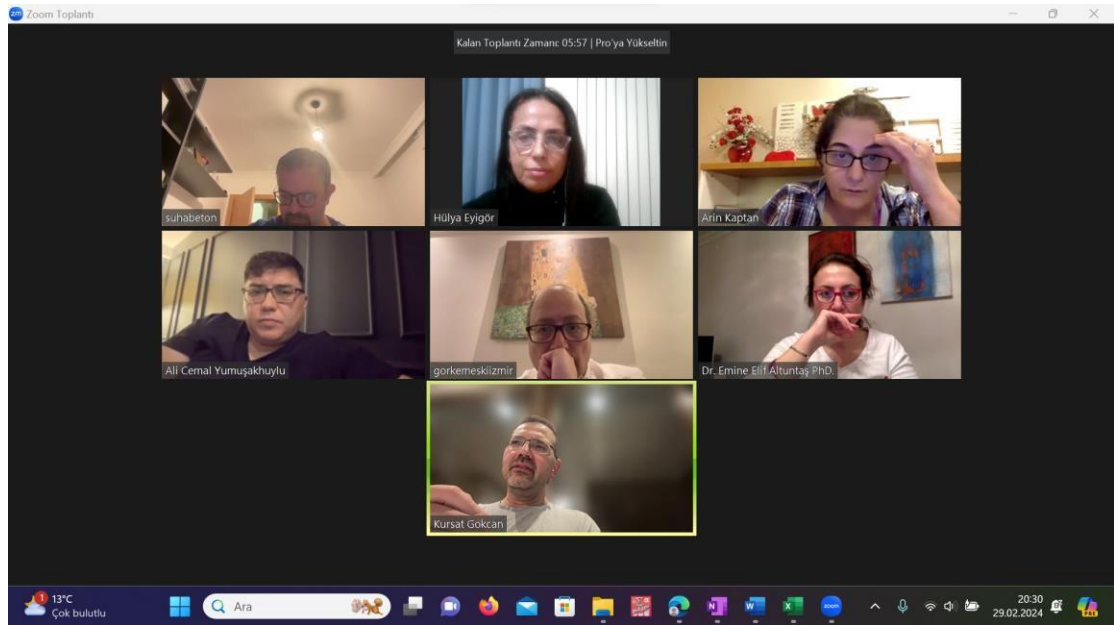 Zoom Toplantı
Kalan Toplantı Zamanı: 05:57 | Pro'ya Yükseltin
suhabeton
Hülya Eyigör
Arin Kaptan
Ali Cemal Yumuşakhuylu
gorkemeskiizmir
Dr. Emine Elif Altuntaş PhD.
Kursat Gokcan
1
13°C
Çok bulutlu
Ara
20:30
29.02.2024